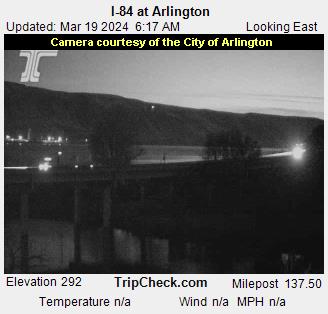 I-84 at Arlington
Updated: Mar 19 2024 6:17 AM Looking East
Camera courtesy of the City of Arlington
Elevation 292 TripCheck.com Milepost 137.50
Temperature n/a Wind n/a MPH n/a